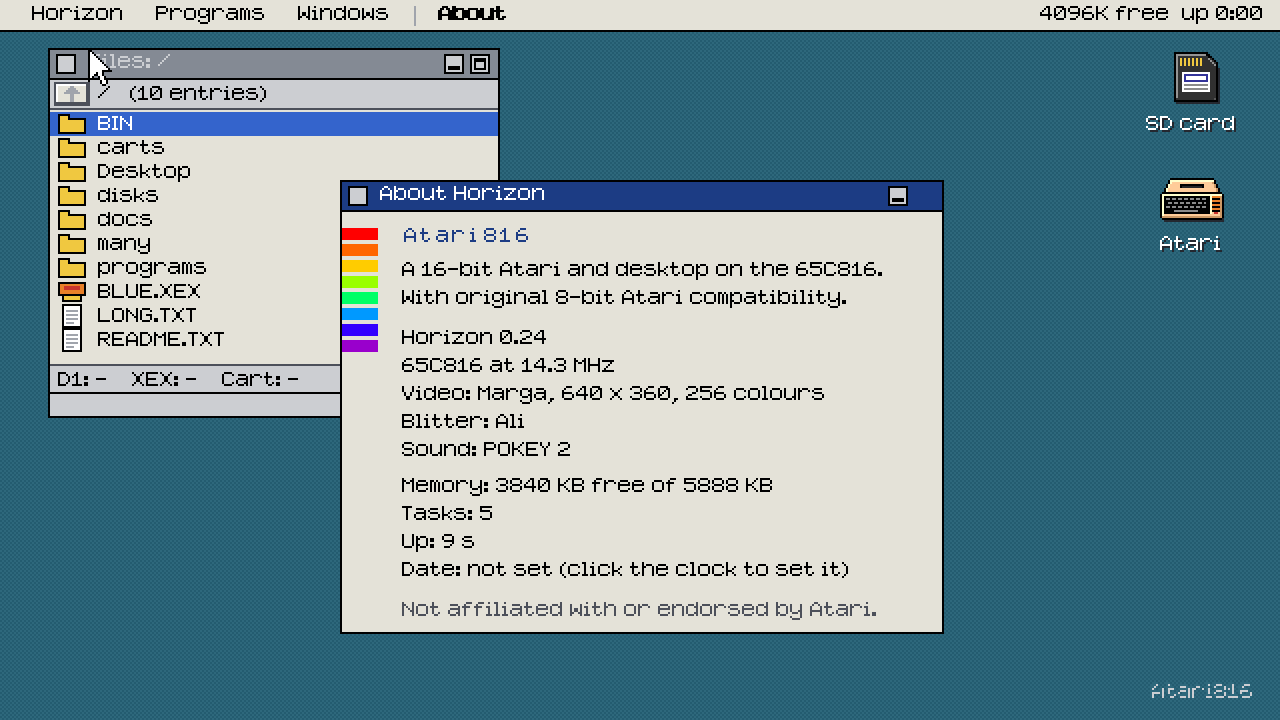 Horizon Programs Windows | About 4096K free up 0:00
Files: /
/ (10 entries)
BIN
carts
Desktop
disks
docs
many
programs
BLUE.XEX
LONG.TXT
README.TXT
D1: - XEX: - Cart: -
About Horizon
Atari816
A 16-bit Atari and desktop on the 65C816.
With original 8-bit Atari compatibility.
Horizon 0.24
65C816 at 14.3 MHz
Video: Marga, 640 x 360, 256 colours
Blitter: Ali
Sound: POKEY 2
Memory: 3840 KB free of 5888 KB
Tasks: 5
Up: 9 s
Date: not set (click the clock to set it)
Not affiliated with or endorsed by Atari.
SD card
Atari
Atari816